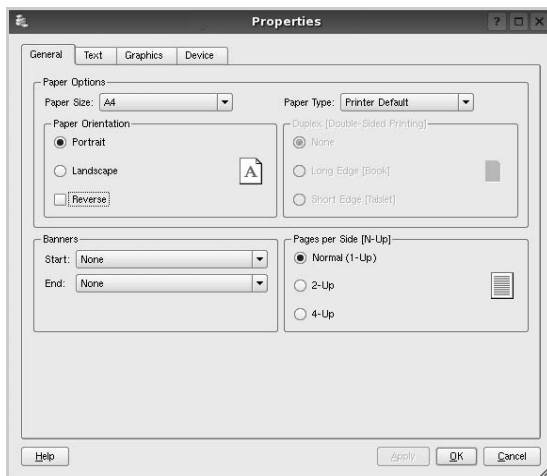 Properties
General Text Graphics Device
Paper Options
Paper Size: A4 Paper Type: Printer Default
Paper Orientation
Portrait
Landscape
Reverse
A
Duplex [Double-Sided Printing]
None
Long Edge [Book]
Short Edge [Tablet]
Banners
Start: None
End: None
Pages per Side [N-Up]
Normal (1-Up)
2-Up
4-Up
Help Apply OK Cancel